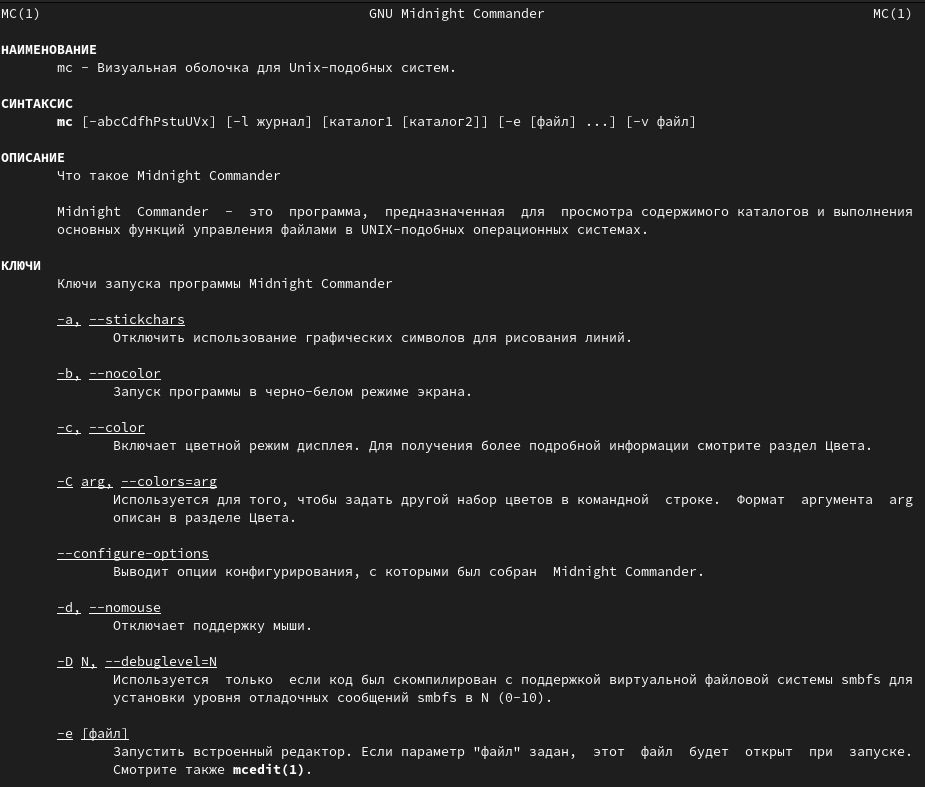 MC(1) GNU Midnight Commander MC(1)
НАИМЕНОВАНИЕ
mc - Визуальная оболочка для Unix-подобных систем.
СИНТАКСИС
mc [-abcCdfhPstuUVx] [-l журнал] [каталог1 [каталог2]] [-e [файл] ...] [-v файл]
ОПИСАНИЕ
Что такое Midnight Commander
Midnight Commander - это программа, предназначенная для просмотра содержимого каталогов и выполнения
основных функций управления файлами в UNIX-подобных операционных системах.
КЛЮЧИ
Ключи запуска программы Midnight Commander
-a, --stickchars
Отключить использование графических символов для рисования линий.
-b, --nocolor
Запуск программы в черно-белом режиме экрана.
-c, --color
Включает цветной режим дисплея. Для получения более подробной информации смотрите раздел Цвета.
-C arg, --colors=arg
Используется для того, чтобы задать другой набор цветов в командной строке. Формат аргумента arg
описан в разделе Цвета.
--configure-options
Выводит опции конфигурирования, с которыми был собран Midnight Commander.
-d, --nomouse
Отключает поддержку мыши.
-D N, --debuglevel=N
Используется только если код был скомпилирован с поддержкой виртуальной файловой системы smbfs для
установки уровня отладочных сообщений smbfs в N (0-10).
-e [файл]
Запустить встроенный редактор. Если параметр "файл" задан, этот файл будет открыт при запуске.
Смотрите также mcedit(1).